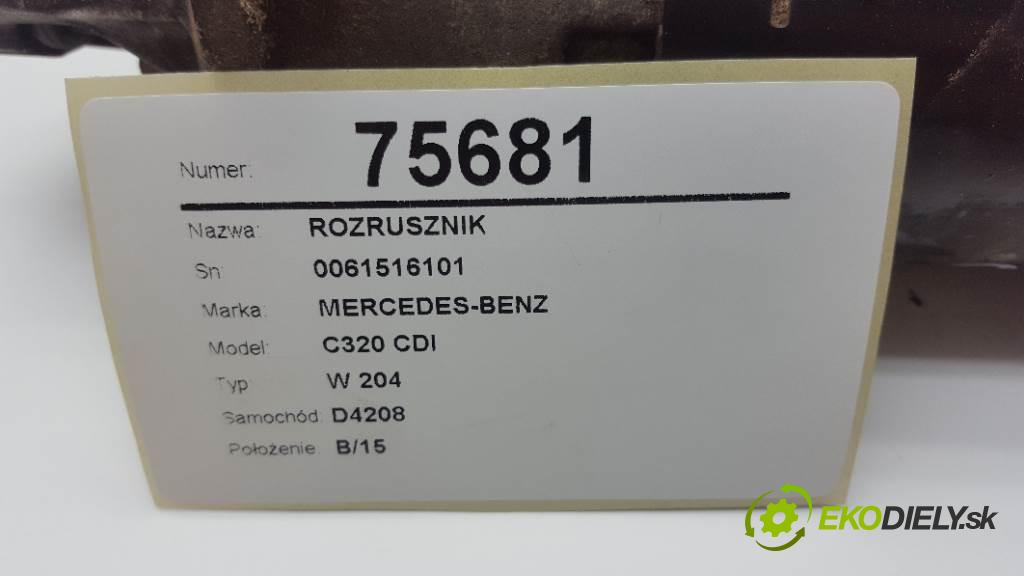 Numer: 75681
Nazwa: ROZRUSZNIK
Sn: 0061516101
Marka: MERCEDES-BENZ
Model: C320 CDI
Typ W 204
Samochód: D4208
Położenie: B/15
EKODIELY.sk